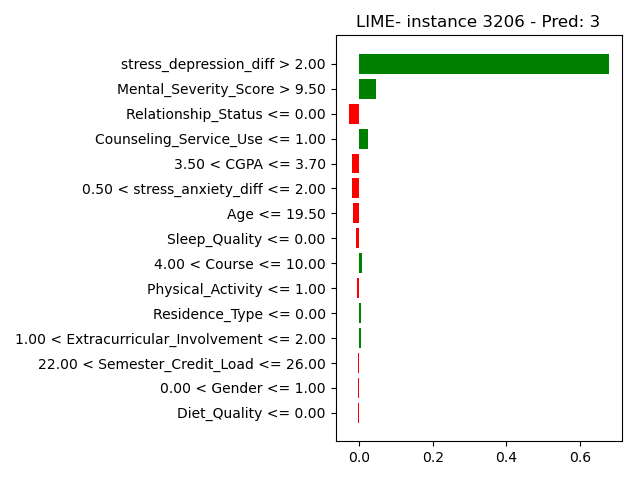 LIME- instance 3206 - Pred: 3
stress_depression_diff > 2.00
Mental_Severity_Score > 9.50
Relationship_Status <= 0.00
Counseling_Service_Use <= 1.00
3.50 < CGPA <= 3.70
0.50 < stress_anxiety_diff <= 2.00
Age <= 19.50
Sleep_Quality <= 0.00
4.00 < Course <= 10.00
Physical_Activity <= 1.00
Residence_Type <= 0.00
1.00 < Extracurricular_Involvement <= 2.00
22.00 < Semester_Credit_Load <= 26.00
0.00 < Gender <= 1.00
Diet_Quality <= 0.00
0.0 0.2 0.4 0.6